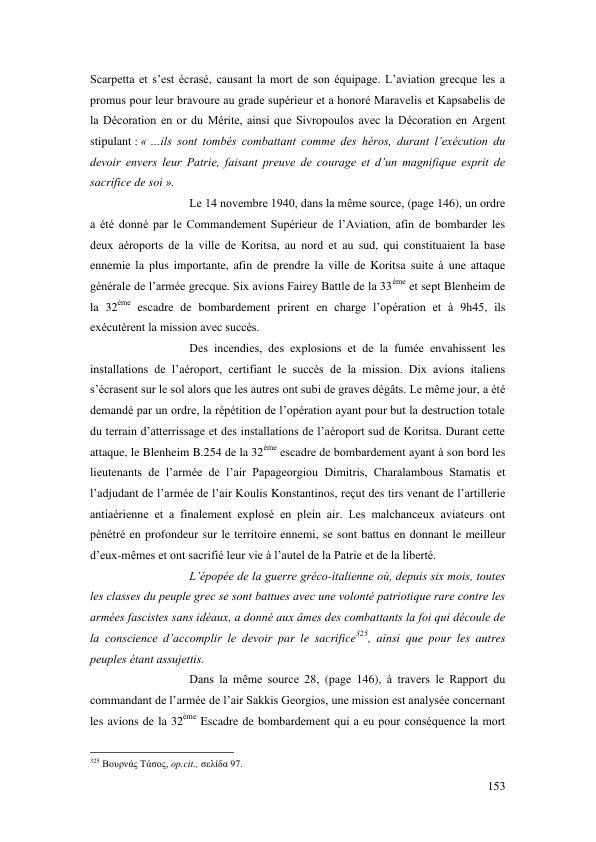 Scarpetta et s’est écrasé, causant la mort de son équipage. L’aviation grecque les a
promus pour leur bravoure au grade supérieur et a honoré Maravelis et Kapsabelis de
la Décoration en or du Mérite, ainsi que Sivropoulos avec la Décoration en Argent
stipulant : « …ils sont tombés combattant comme des héros, durant l’exécution du
devoir envers leur Patrie, faisant preuve de courage et d’un magnifique esprit de
sacrifice de soi ».
Le 14 novembre 1940, dans la même source, (page 146), un ordre
a été donné par le Commandement Supérieur de l’Aviation, afin de bombarder les
deux aéroports de la ville de Koritsa, au nord et au sud, qui constituaient la base
ennemie la plus importante, afin de prendre la ville de Koritsa suite à une attaque
générale de l’armée grecque. Six avions Fairey Battle de la 33ème et sept Blenheim de
la 32ème escadre de bombardement prirent en charge l’opération et à 9h45, ils
exécutèrent la mission avec succès.
Des incendies, des explosions et de la fumée envahissent les
installations de l’aéroport, certifiant le succès de la mission. Dix avions italiens
s’écrasent sur le sol alors que les autres ont subi de graves dégâts. Le même jour, a été
demandé par un ordre, la répétition de l’opération ayant pour but la destruction totale
du terrain d’atterrissage et des installations de l’aéroport sud de Koritsa. Durant cette
attaque, le Blenheim B.254 de la 32ème escadre de bombardement ayant à son bord les
lieutenants de l’armée de l’air Papageorgiou Dimitris, Charalambous Stamatis et
l’adjudant de l’armée de l’air Koulis Konstantinos, reçut des tirs venant de l’artillerie
antiaérienne et a finalement explosé en plein air. Les malchanceux aviateurs ont
pénétré en profondeur sur le territoire ennemi, se sont battus en donnant le meilleur
d’eux-mêmes et ont sacrifié leur vie à l’autel de la Patrie et de la liberté.
L’épopée de la guerre gréco-italienne où, depuis six mois, toutes
les classes du peuple grec se sont battues avec une volonté patriotique rare contre les
armées fascistes sans idéaux, a donné aux âmes des combattants la foi qui découle de
la conscience d’accomplir le devoir par le sacrifice325, ainsi que pour les autres
peuples étant assujettis.
Dans la même source 28, (page 146), à travers le Rapport du
commandant de l’armée de l’air Sakkis Georgios, une mission est analysée concernant
les avions de la 32ème Escadre de bombardement qui a eu pour conséquence la mort
325 Βουρνάς Τάσος, op.cit., σελίδα 97.
153